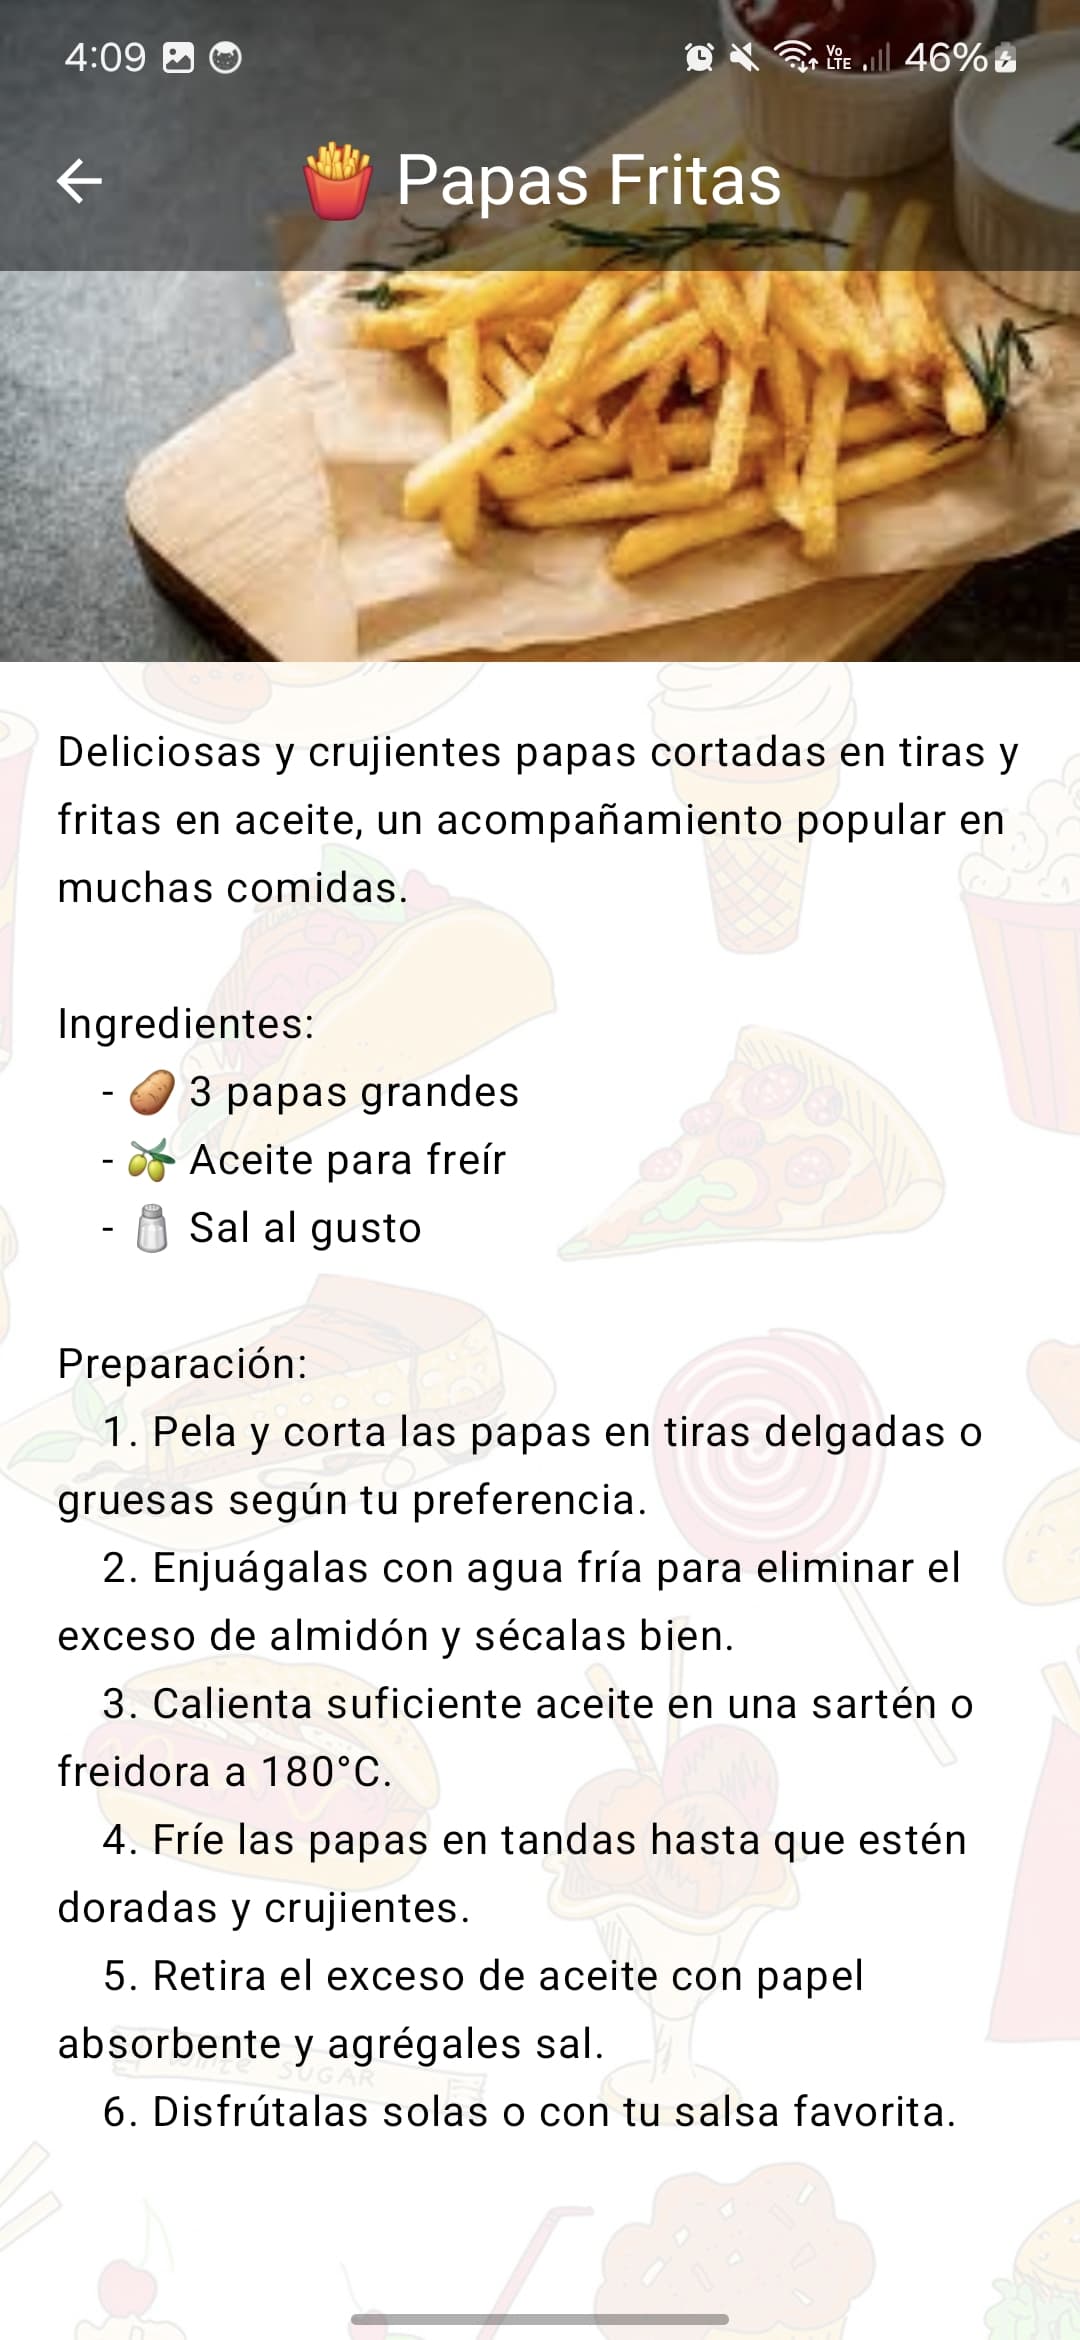 4:09
Vo LTE 46%
🍟 Papas Fritas
Deliciosas y crujientes papas cortadas en tiras y
fritas en aceite, un acompañamiento popular en
muchas comidas.
Ingredientes:
- 🥔 3 papas grandes
- 🫒 Aceite para freír
- 🧂 Sal al gusto
Preparación:
1. Pela y corta las papas en tiras delgadas o
gruesas según tu preferencia.
2. Enjuágalas con agua fría para eliminar el
exceso de almidón y sécalas bien.
3. Calienta suficiente aceite en una sartén o
freidora a 180°C.
4. Fríe las papas en tandas hasta que estén
doradas y crujientes.
5. Retira el exceso de aceite con papel
absorbente y agrégales sal.
SUGAR
6. Disfrútalas solas o con tu salsa favorita.